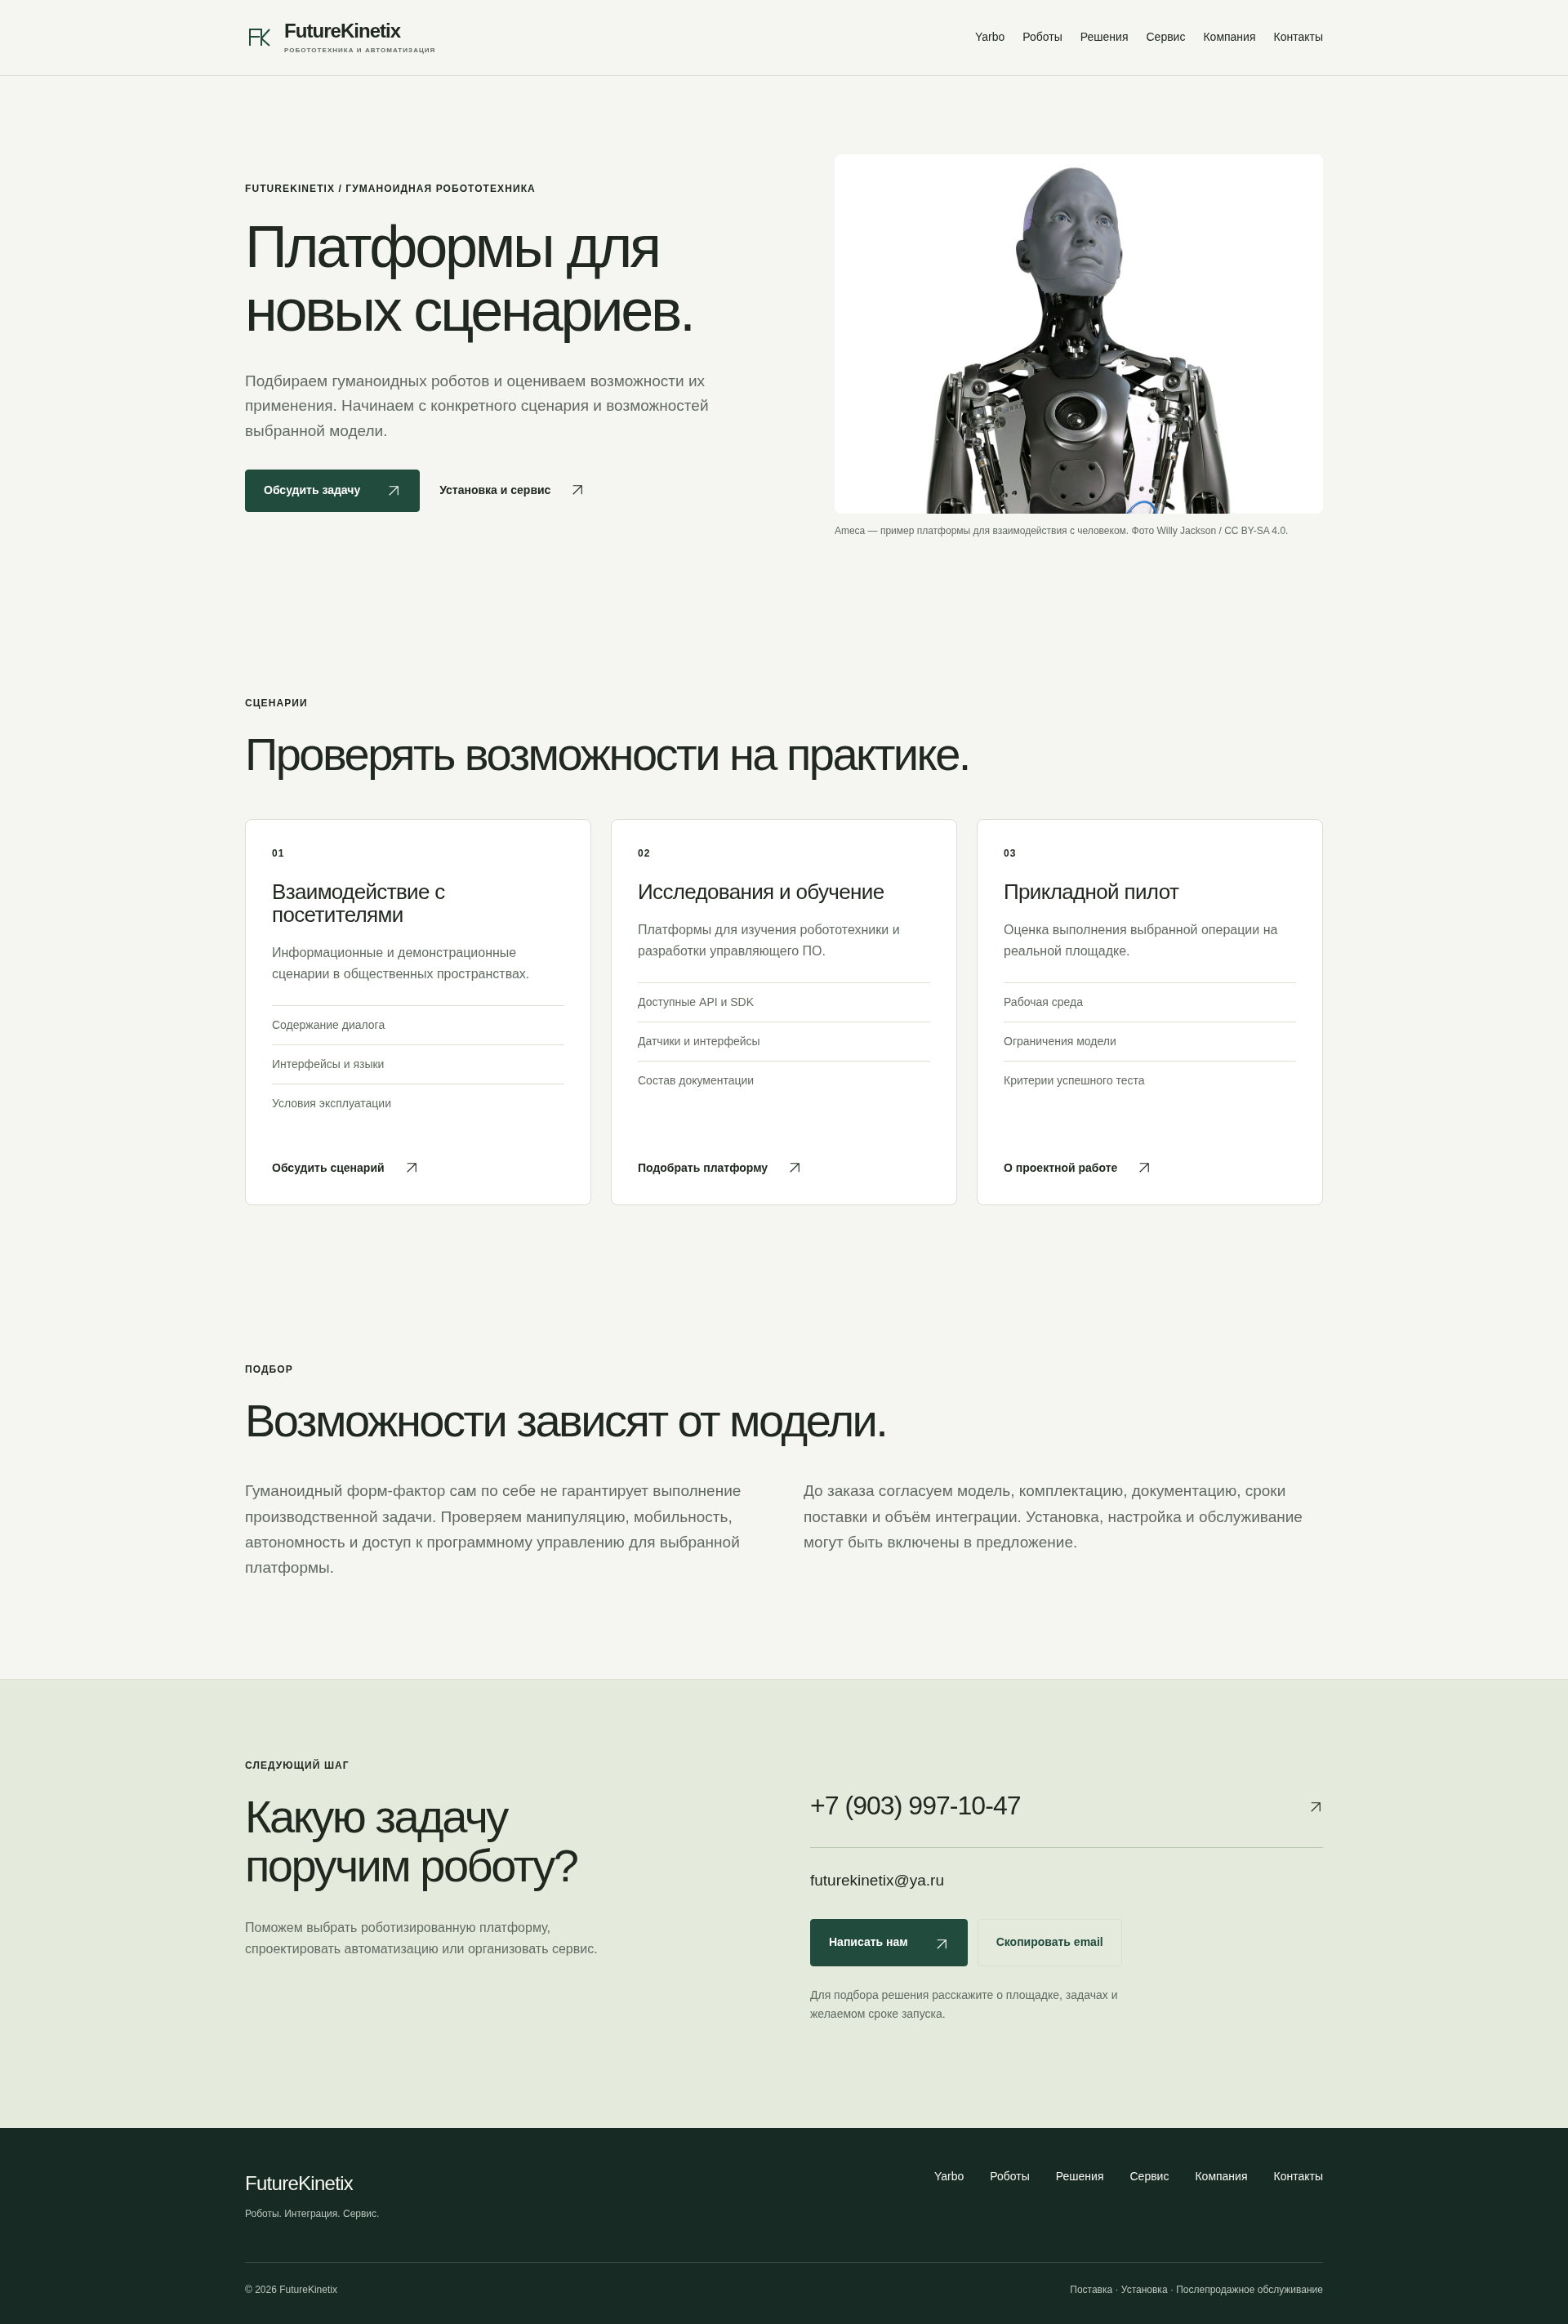 FutureKinetix
РОБОТОТЕХНИКА И АВТОМАТИЗАЦИЯ
Yarbo Роботы Решения Сервис Компания Контакты
FUTUREKINETIX / ГУМАНОИДНАЯ РОБОТОТЕХНИКА
Платформы для
новых сценариев.
Подбираем гуманоидных роботов и оцениваем возможности их
применения. Начинаем с конкретного сценария и возможностей
выбранной модели.
Обсудить задачу
Установка и сервис
Ameca — пример платформы для взаимодействия с человеком. Фото Willy Jackson / CC BY-SA 4.0.
СЦЕНАРИИ
Проверять возможности на практике.
01
Взаимодействие с
посетителями
Информационные и демонстрационные
сценарии в общественных пространствах.
Содержание диалога
Интерфейсы и языки
Условия эксплуатации
Обсудить сценарий
02
Исследования и обучение
Платформы для изучения робототехники и
разработки управляющего ПО.
Доступные API и SDK
Датчики и интерфейсы
Состав документации
Подобрать платформу
03
Прикладной пилот
Оценка выполнения выбранной операции на
реальной площадке.
Рабочая среда
Ограничения модели
Критерии успешного теста
О проектной работе
ПОДБОР
Возможности зависят от модели.
Гуманоидный форм-фактор сам по себе не гарантирует выполнение
производственной задачи. Проверяем манипуляцию, мобильность,
автономность и доступ к программному управлению для выбранной
платформы.
До заказа согласуем модель, комплектацию, документацию, сроки
поставки и объём интеграции. Установка, настройка и обслуживание
могут быть включены в предложение.
СЛЕДУЮЩИЙ ШАГ
Какую задачу
поручим роботу?
Поможем выбрать роботизированную платформу,
спроектировать автоматизацию или организовать сервис.
+7 (903) 997-10-47
futurekinetix@ya.ru
Написать нам
Скопировать email
Для подбора решения расскажите о площадке, задачах и
желаемом сроке запуска.
FutureKinetix
Роботы. Интеграция. Сервис.
Yarbo Роботы Решения Сервис Компания Контакты
© 2026 FutureKinetix
Поставка · Установка · Послепродажное обслуживание